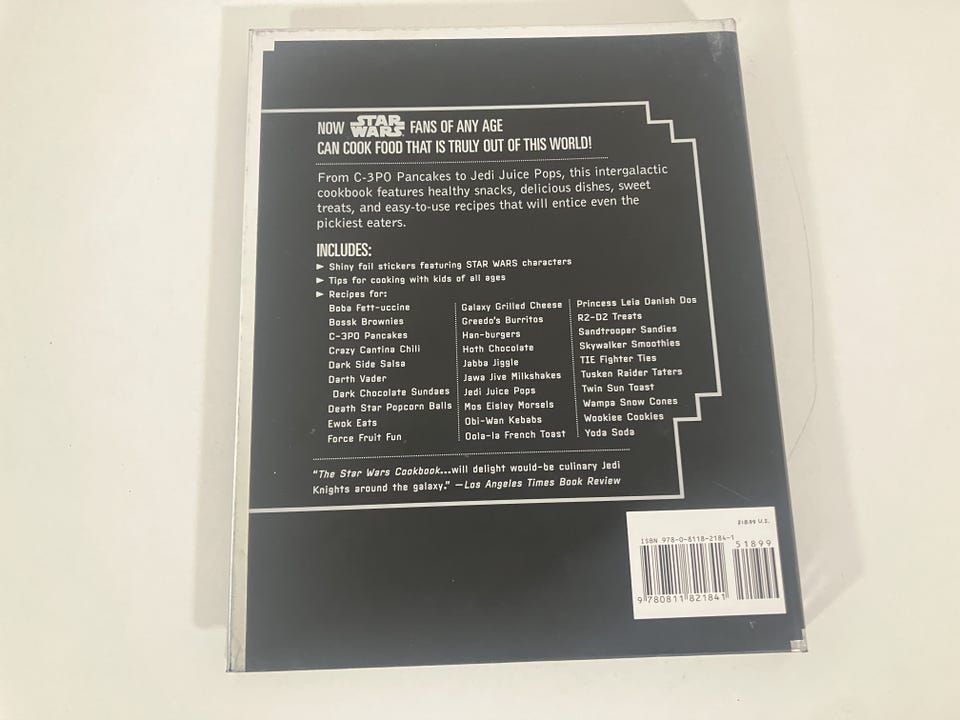 NOW STAR WARS FANS OF ANY AGE
CAN COOK FOOD THAT IS TRULY OUT OF THIS WORLD!
From C-3PO Pancakes to Jedi Juice Pops, this intergalactic
cookbook features healthy snacks, delicious dishes, sweet
treats, and easy-to-use recipes that will entice even the
pickiest eaters.
INCLUDES:
► Shiny foil stickers featuring STAR WARS characters
► Tips for cooking with kids of all ages
► Recipes for:
Boba Fett-uccine
Bossk Brownies
C-3PO Pancakes
Crazy Cantina Chili
Dark Side Salsa
Darth Vader
Dark Chocolate Sundaes
Death Star Popcorn Balls
Ewok Eats
Force Fruit Fun
Galaxy Grilled Cheese
Greedo's Burritos
Han-burgers
Hoth Chocolate
Jabba Jiggle
Jawa Jive Milkshakes
Jedi Juice Pops
Mos Eisley Morsels
Obi-Wan Kebabs
Oola-la French Toast
Princess Leia Danish Dos
R2-D2 Treats
Sandtrooper Sandies
Skywalker Smoothies
TIE Fighter Ties
Tusken Raider Taters
Twin Sun Toast
Wampa Snow Cones
Wookiee Cookies
Yoda Soda
"The Star Wars Cookbook...will delight would-be culinary Jedi
Knights around the galaxy." —Los Angeles Times Book Review
$18.99 U.S.
ISBN 978-0-8118-2184-1
51899
9 780811 821841